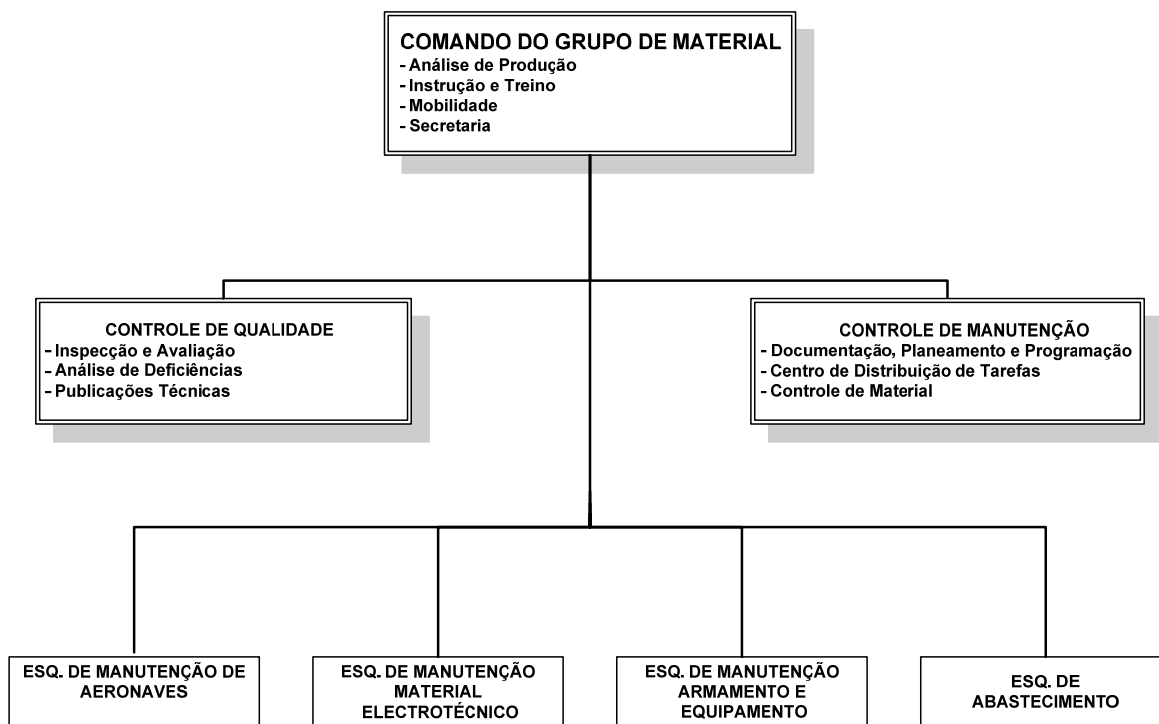 COMANDO DO GRUPO DE MATERIAL
- Análise de Produção
- Instrução e Treino
- Mobilidade
- Secretaria
CONTROLE DE QUALIDADE
- Inspecção e Avaliação
- Análise de Deficiências
- Publicações Técnicas
CONTROLE DE MANUTENÇÃO
- Documentação, Planeamento e Programação
- Centro de Distribuição de Tarefas
- Controle de Material
ESQ. DE MANUTENÇÃO DE
AERONAVES
ESQ. DE MANUTENÇÃO
MATERIAL
ELECTROTÉCNICO
ESQ. DE MANUTENÇÃO
ARMAMENTO E
EQUIPAMENTO
ESQ. DE
ABASTECIMENTO